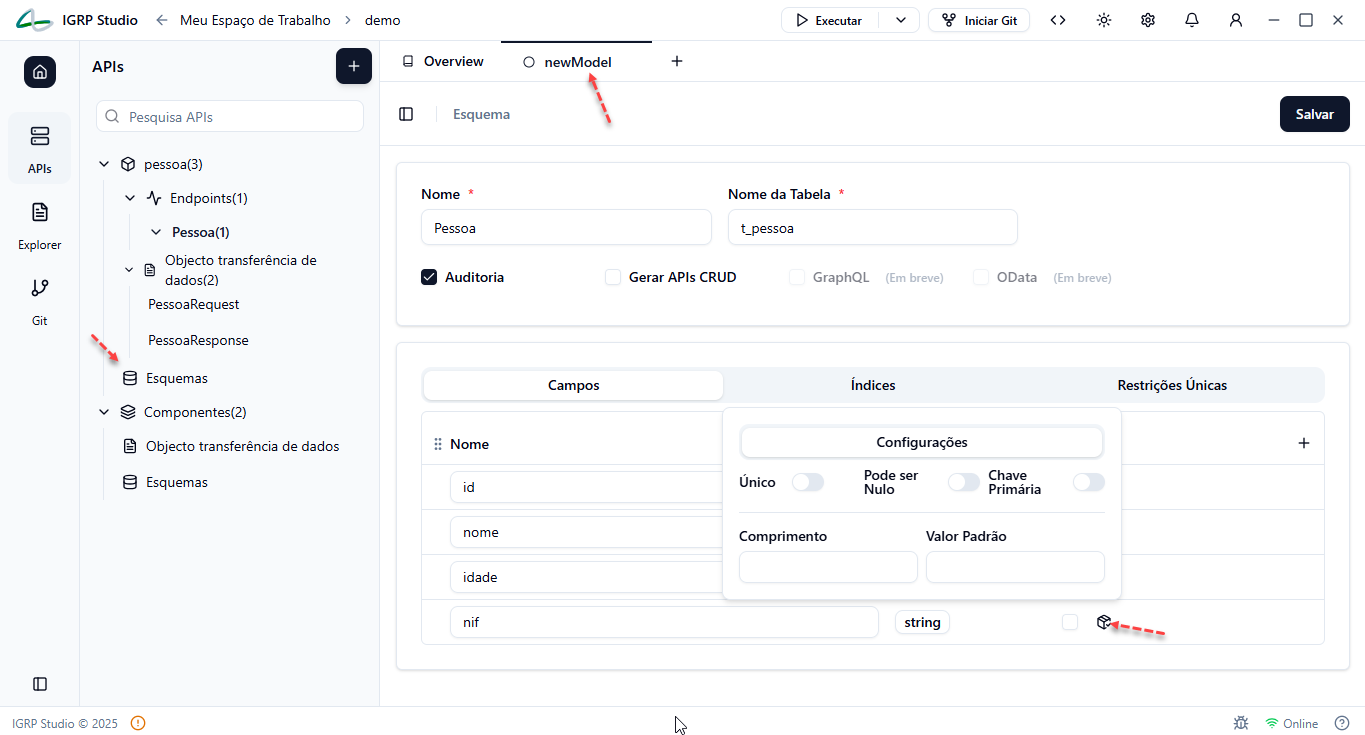 IGRP Studio
Meu Espaço de Trabalho
demo
Executar
Iniciar Git
APIs
Explorer
Git
APIs
Pesquisa APIs
pessoa(3)
Endpoints(1)
Pessoa(1)
Objecto transferência de
dados(2)
PessoaRequest
PessoaResponse
Esquemas
Componentes(2)
Objecto transferência de dados
Esquemas
Overview
newModel
Esquema
Salvar
Nome *
Nome da Tabela *
Pessoa
t_pessoa
Auditoria
Gerar APIs CRUD
GraphQL (Em breve)
OData (Em breve)
Campos
Índices
Restrições Únicas
Nome
id
nome
idade
nif
string
Configurações
Único
Pode ser
Nulo
Chave
Primária
Comprimento
Valor Padrão
IGRP Studio © 2025
Online